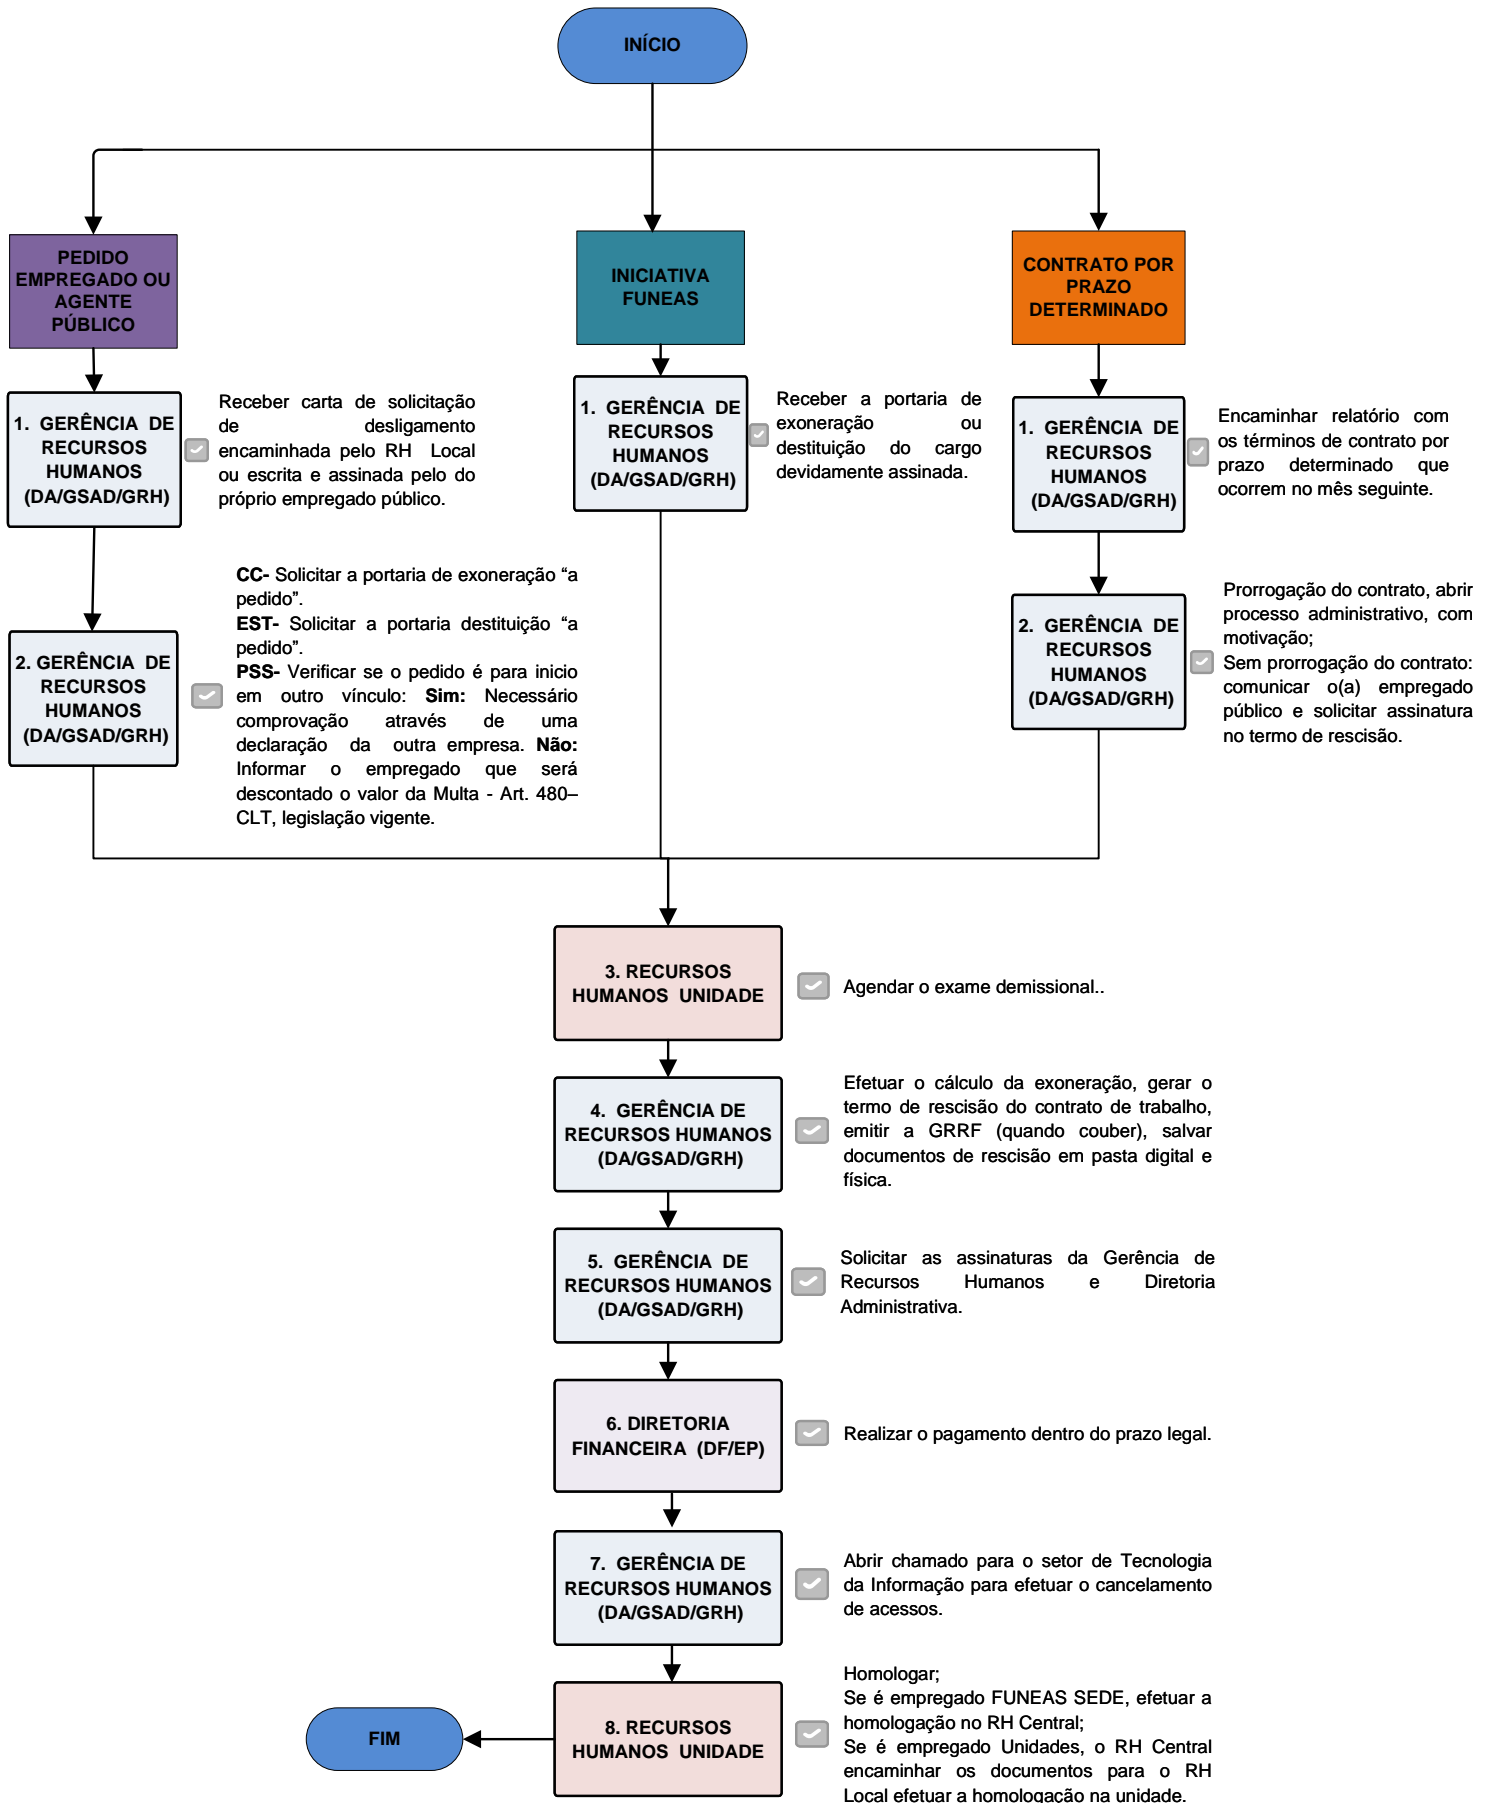 INÍCIO
PEDIDO
EMPREGADO OU
AGENTE
PÚBLICO
INICIATIVA
FUNEAS
CONTRATO POR
PRAZO
DETERMINADO
1. GERÊNCIA DE
RECURSOS
HUMANOS
(DA/GSAD/GRH)
Receber carta de solicitação
de desligamento
encaminhada pelo RH Local
ou escrita e assinada pelo do
próprio empregado público.
1. GERÊNCIA DE
RECURSOS
HUMANOS
(DA/GSAD/GRH)
Receber a portaria de
exoneração ou
destituição do cargo
devidamente assinada.
1. GERÊNCIA DE
RECURSOS
HUMANOS
(DA/GSAD/GRH)
Encaminhar relatório com
os términos de contrato por
prazo determinado que
ocorrem no mês seguinte.
2. GERÊNCIA DE
RECURSOS
HUMANOS
(DA/GSAD/GRH)
CC- Solicitar a portaria de exoneração “a
pedido”.
EST- Solicitar a portaria destituição “a
pedido”.
PSS- Verificar se o pedido é para inicio
em outro vínculo: Sim: Necessário
comprovação através de uma
declaração da outra empresa. Não:
Informar o empregado que será
descontado o valor da Multa - Art. 480–
CLT, legislação vigente.
2. GERÊNCIA DE
RECURSOS
HUMANOS
(DA/GSAD/GRH)
Prorrogação do contrato, abrir
processo administrativo, com
motivação;
Sem prorrogação do contrato:
comunicar o(a) empregado
público e solicitar assinatura
no termo de rescisão.
3. RECURSOS
HUMANOS UNIDADE
Agendar o exame demissional..
4. GERÊNCIA DE
RECURSOS HUMANOS
(DA/GSAD/GRH)
Efetuar o cálculo da exoneração, gerar o
termo de rescisão do contrato de trabalho,
emitir a GRRF (quando couber), salvar
documentos de rescisão em pasta digital e
física.
5. GERÊNCIA DE
RECURSOS HUMANOS
(DA/GSAD/GRH)
Solicitar as assinaturas da Gerência de
Recursos Humanos e Diretoria
Administrativa.
6. DIRETORIA
FINANCEIRA (DF/EP)
Realizar o pagamento dentro do prazo legal.
7. GERÊNCIA DE
RECURSOS HUMANOS
(DA/GSAD/GRH)
Abrir chamado para o setor de Tecnologia
da Informação para efetuar o cancelamento
de acessos.
8. RECURSOS
HUMANOS UNIDADE
Homologar;
Se é empregado FUNEAS SEDE, efetuar a
homologação no RH Central;
Se é empregado Unidades, o RH Central
encaminhar os documentos para o RH
Local efetuar a homologação na unidade.
FIM